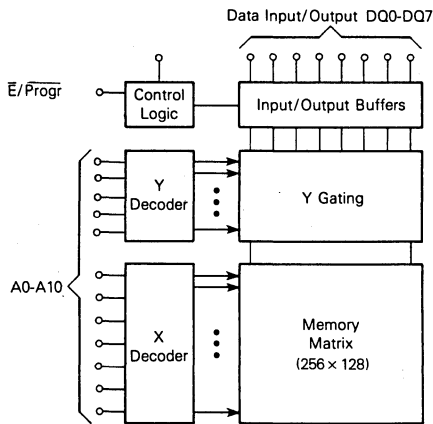 Data Input/Output DQ0-DQ7
E/Progr
Control
Logic
Input/Output Buffers
Y
Decoder
Y Gating
A0-A10
X
Decoder
Memory
Matrix
(256 × 128)